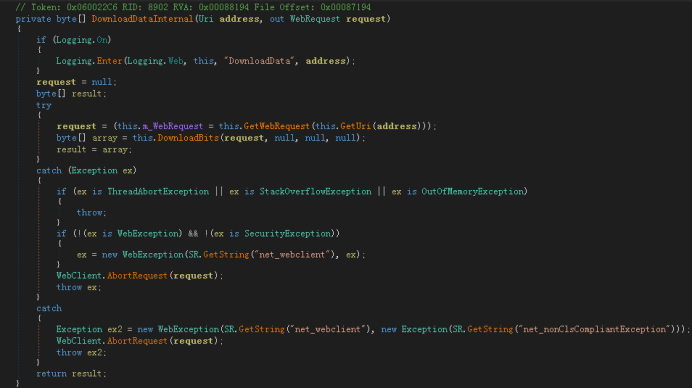 // Token: 0x060022C6 RID: 8902 RVA: 0x00088194 File Offset: 0x00087194
private byte[] DownloadDataInternal(Uri address, out WebRequest request)
{
if (Logging.On)
{
Logging.Enter(Logging.Web, this, "DownloadData", address);
}
request = null;
byte[] result;
try
{
request = (this.m_WebRequest = this.GetWebRequest(this.GetUri(address)));
byte[] array = this.DownloadBits(request, null, null, null);
result = array;
}
catch (Exception ex)
{
if (ex is ThreadAbortException || ex is StackOverflowException || ex is OutOfMemoryException)
{
throw;
}
if (!(ex is WebException) && !(ex is SecurityException))
{
ex = new WebException(SR.GetString("net_webclient"), ex);
}
WebClient.AbortRequest(request);
throw ex;
}
catch
{
Exception ex2 = new WebException(SR.GetString("net_webclient"), new Exception(SR.GetString("net_nonClsCompliantException")));
WebClient.AbortRequest(request);
throw ex2;
}
return result;
}